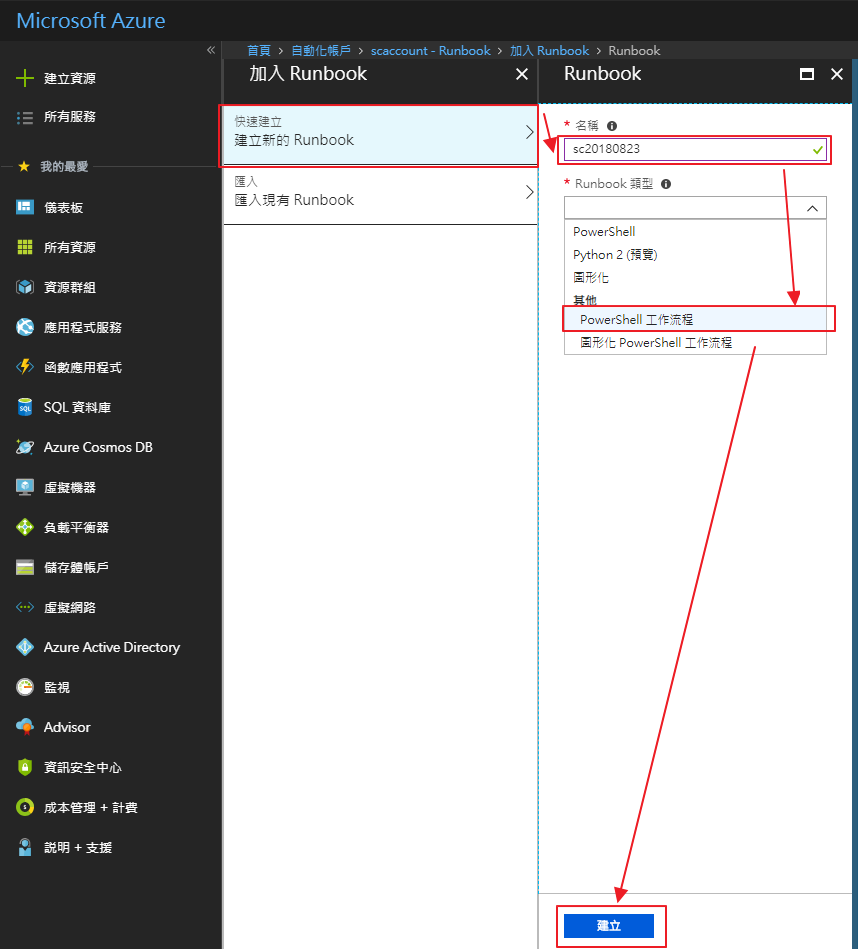 Microsoft Azure
«
首頁 > 自動化帳戶 > scaccount - Runbook > 加入 Runbook > Runbook
建立資源
所有服務
我的最愛
儀表板
所有資源
資源群組
應用程式服務
函數應用程式
SQL 資料庫
Azure Cosmos DB
虛擬機器
負載平衡器
儲存體帳戶
虛擬網路
Azure Active Directory
監視
Advisor
資訊安全中心
成本管理 + 計費
説明 + 支援
加入 Runbook
快速建立
建立新的 Runbook
匯入
匯入現有 Runbook
Runbook
* 名稱
sc20180823
* Runbook 類型
PowerShell
Python 2 (預覽)
圖形化
其他
PowerShell 工作流程
圖形化 PowerShell 工作流程
建立